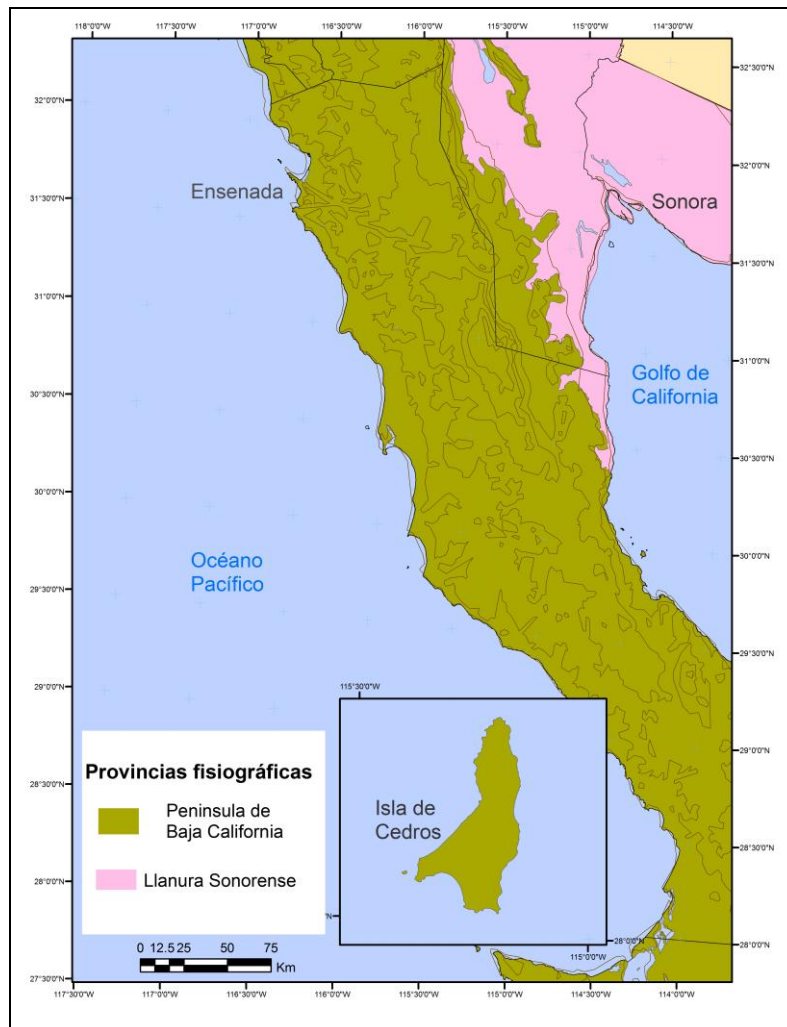 118°0'0"W 117°0'0"W 116°30'0"W 116°0'0"W 115°30'0"W 115°0'0"W 114°30'0"W
32°30'0"N
32°0'0"N
32°0'0"N
Ensenada
31°30'0"N
Sonora
31°30'0"N
31°0'0"N
31°0'0"N
Golfo de
California
30°30'0"N
30°30'0"N
30°0'0"N
30°0'0"N
Océano
Pacífico
29°30'0"N
29°30'0"N
29°0'0"N
115°30'0"W
29°0'0"N
Provincias fisiográficas
Peninsula de
Baja California
Isla de
Cedros
28°30'0"N
28°30'0"N
Llanura Sonorense
28°0'0"N
28°0'0"N
115°0'0"W
28°0'0"N
0 12.5 25 50 75
Km
27°30'0"N
117°30'0"W 117°0'0"W 116°30'0"W 116°0'0"W 115°30'0"W 115°0'0"W 114°30'0"W 114°0'0"W